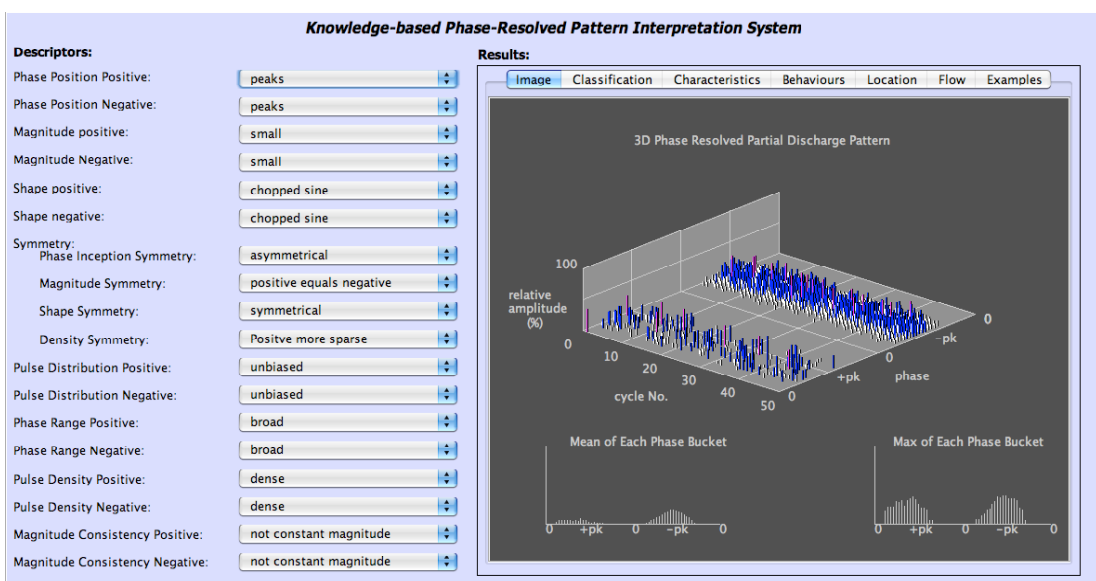 Knowledge-based Phase-Resolved Pattern Interpretation System
Descriptors:
Phase Position Positive: peaks
Phase Position Negative: peaks
Magnitude positive: small
Magnitude Negative: small
Shape positive: chopped sine
Shape negative: chopped sine
Symmetry:
Phase Inception Symmetry: asymmetrical
Magnitude Symmetry: positive equals negative
Shape Symmetry: symmetrical
Density Symmetry: Positve more sparse
Pulse Distribution Positive: unbiased
Pulse Distribution Negative: unbiased
Phase Range Positive: broad
Phase Range Negative: broad
Pulse Density Positive: dense
Pulse Density Negative: dense
Magnitude Consistency Positive: not constant magnitude
Magnitude Consistency Negative: not constant magnitude
Results:
Image Classification Characteristics Behaviours Location Flow Examples
3D Phase Resolved Partial Discharge Pattern
100
relative
amplitude
(%)
0
10
20
30
40
50
cycle No.
0
+pk
0
-pk
0
phase
Mean of Each Phase Bucket
0 +pk 0 -pk 0
Max of Each Phase Bucket
0 +pk 0 -pk 0